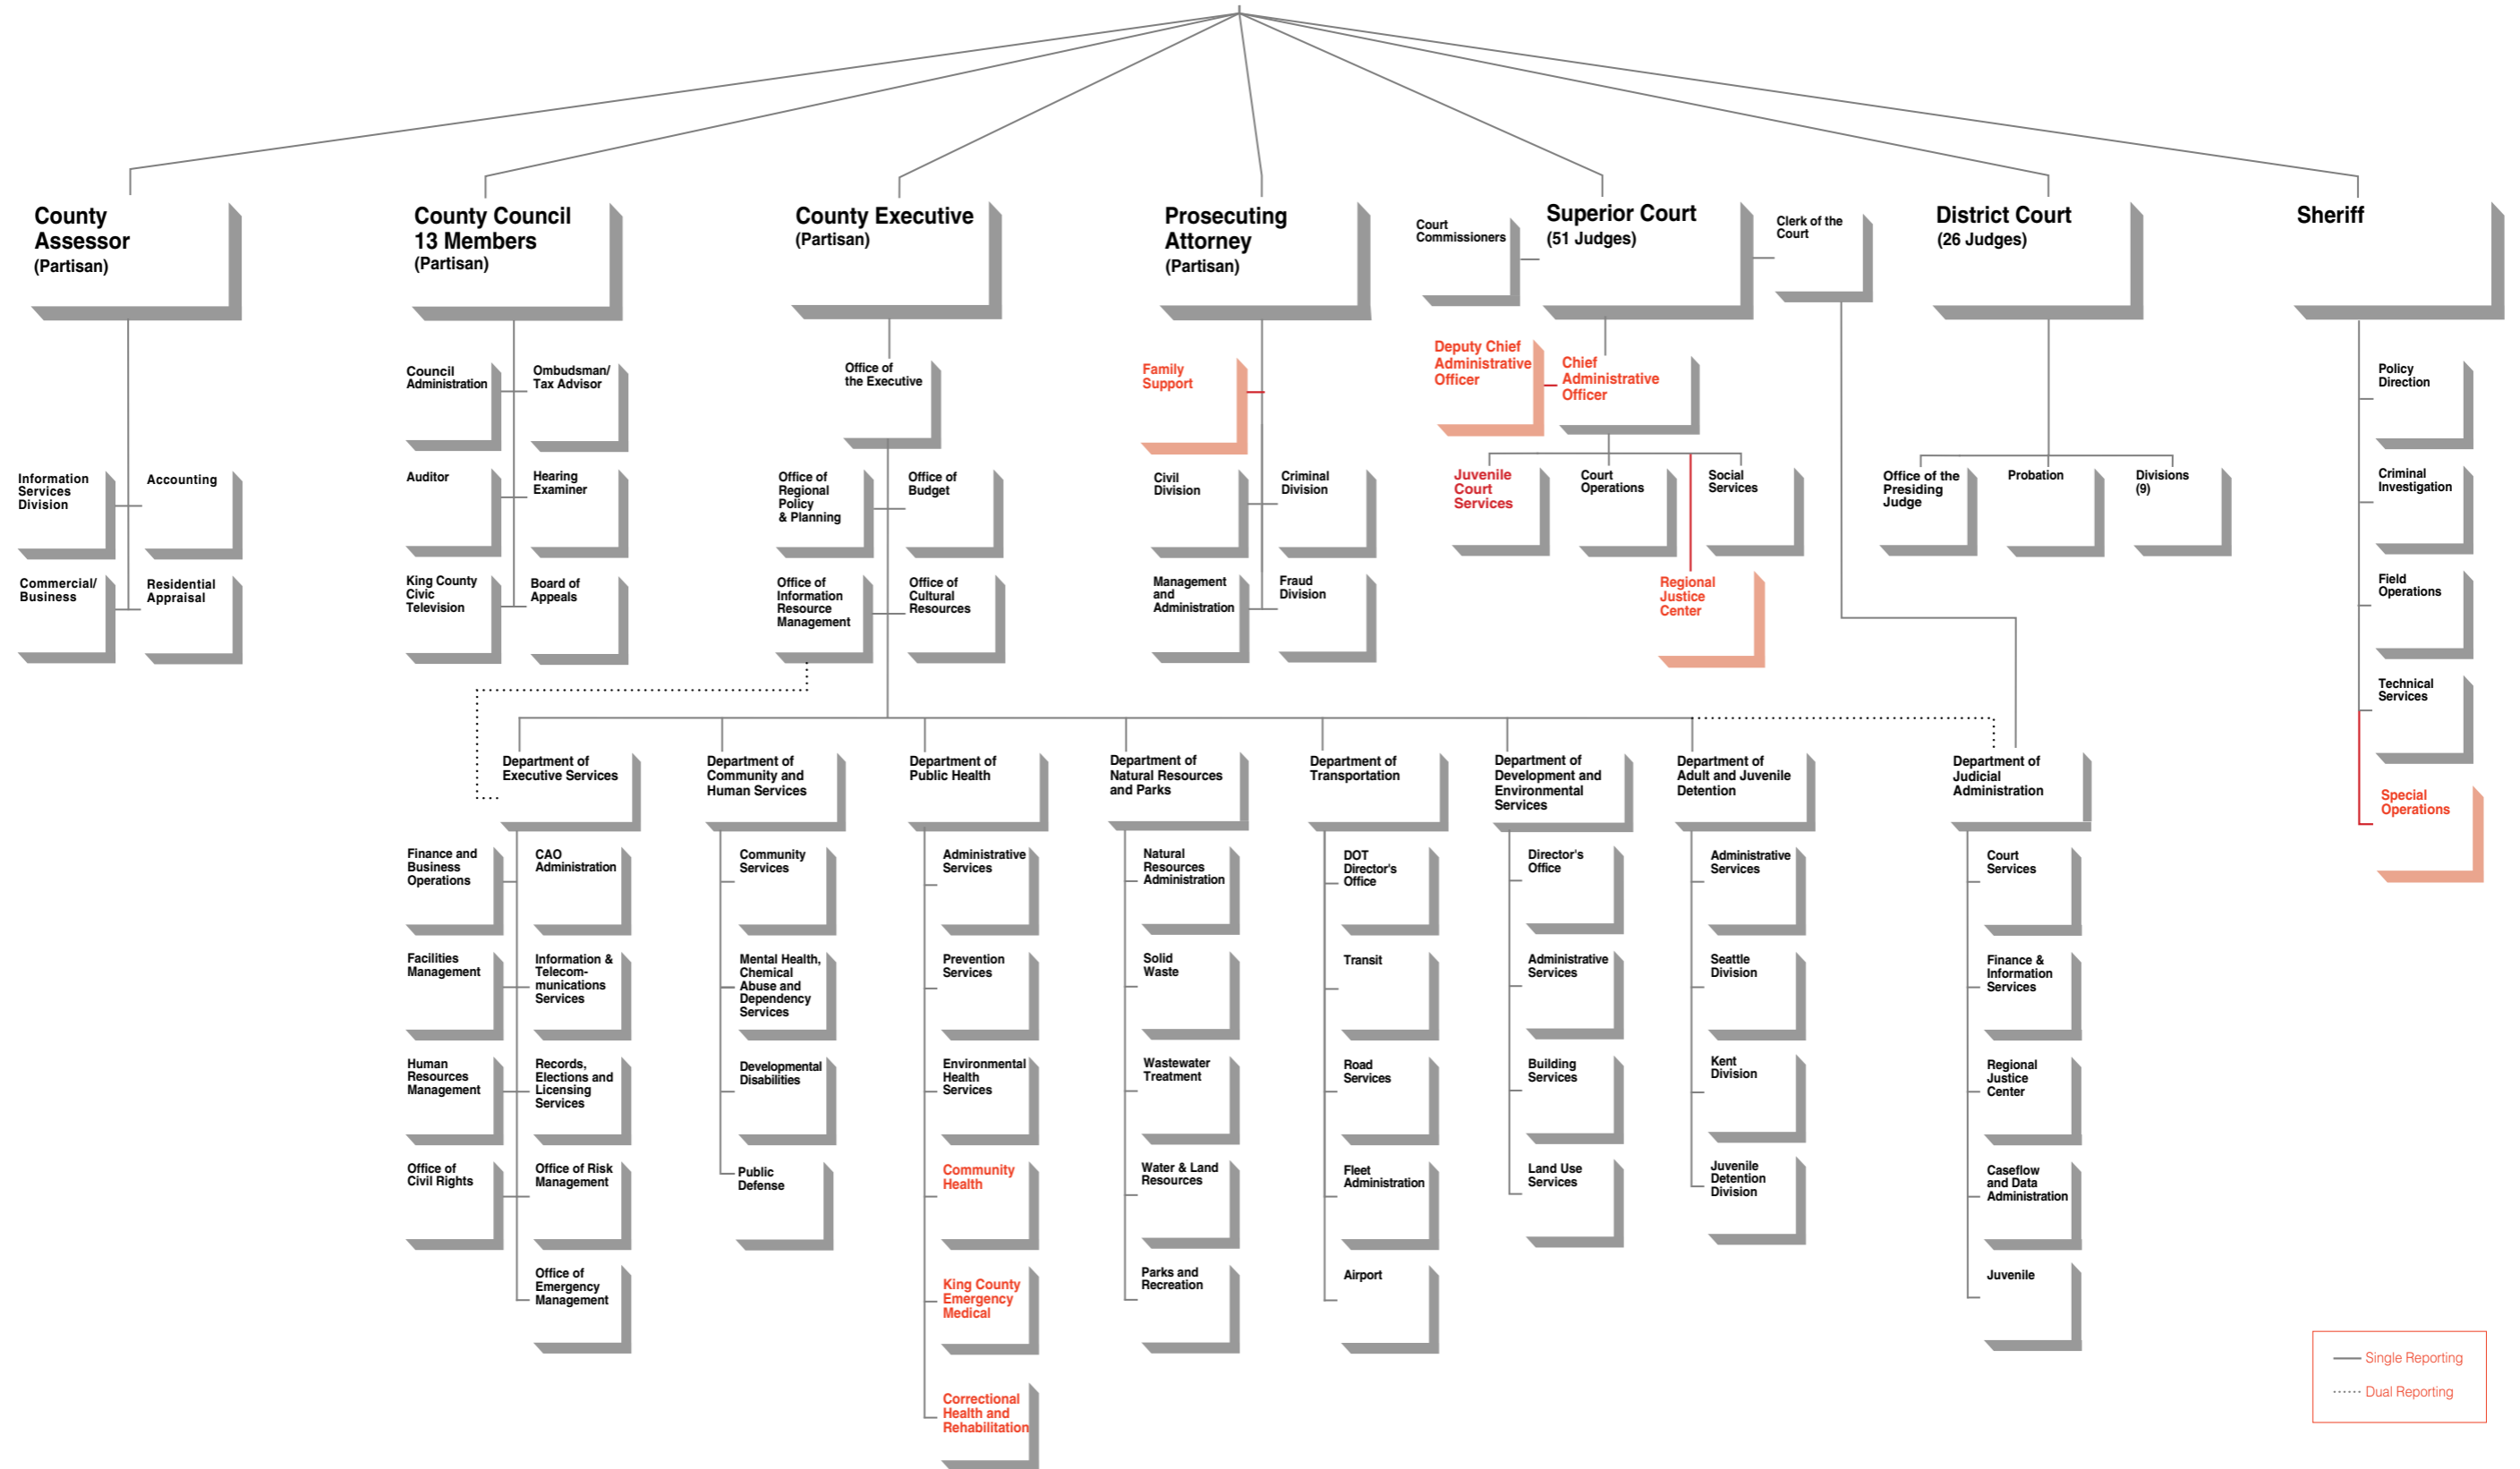 County
Assessor
(Partisan)
County Council
13 Members
(Partisan)
County Executive
(Partisan)
Prosecuting
Attorney
(Partisan)
Court
Commissioners
Superior Court
(51 Judges)
Clerk of the
Court
District Court
(26 Judges)
Sheriff
Information
Services
Division
Accounting
Commercial/
Business
Residential
Appraisal
Council
Administration
Ombudsman/
Tax Advisor
Auditor
Hearing
Examiner
King County
Civic
Television
Board of
Appeals
Office of
the Executive
Office of
Regional
Policy
& Planning
Office of
Budget
Office of
Information
Resource
Management
Office of
Cultural
Resources
Family
Support
Civil
Division
Criminal
Division
Management
and
Administration
Fraud
Division
Deputy Chief
Administrative
Officer
Chief
Administrative
Officer
Juvenile
Court
Services
Court
Operations
Social
Services
Regional
Justice
Center
Office of the
Presiding
Judge
Probation
Divisions
(9)
Policy
Direction
Criminal
Investigation
Field
Operations
Technical
Services
Special
Operations
Department of
Executive Services
Department of
Community and
Human Services
Department of
Public Health
Department of
Natural Resources
and Parks
Department of
Transportation
Department of
Development and
Environmental
Services
Department of
Adult and Juvenile
Detention
Department of
Judicial
Administration
Finance and
Business
Operations
CAO
Administration
Facilities
Management
Information &
Telecom-
munications
Services
Human
Resources
Management
Records,
Elections and
Licensing
Services
Office of
Civil Rights
Office of Risk
Management
Office of
Emergency
Management
Community
Services
Mental Health,
Chemical
Abuse and
Dependency
Services
Developmental
Disabilities
Public
Defense
Administrative
Services
Prevention
Services
Environmental
Health
Services
Community
Health
King County
Emergency
Medical
Correctional
Health and
Rehabilitation
Natural
Resources
Administration
Solid
Waste
Wastewater
Treatment
Water & Land
Resources
Parks and
Recreation
DOT
Director's
Office
Transit
Road
Services
Fleet
Administration
Airport
Director's
Office
Administrative
Services
Building
Services
Land Use
Services
Administrative
Services
Seattle
Division
Kent
Division
Juvenile
Detention
Division
Court
Services
Finance &
Information
Services
Regional
Justice
Center
Caseflow
and Data
Administration
Juvenile
Single Reporting
Dual Reporting